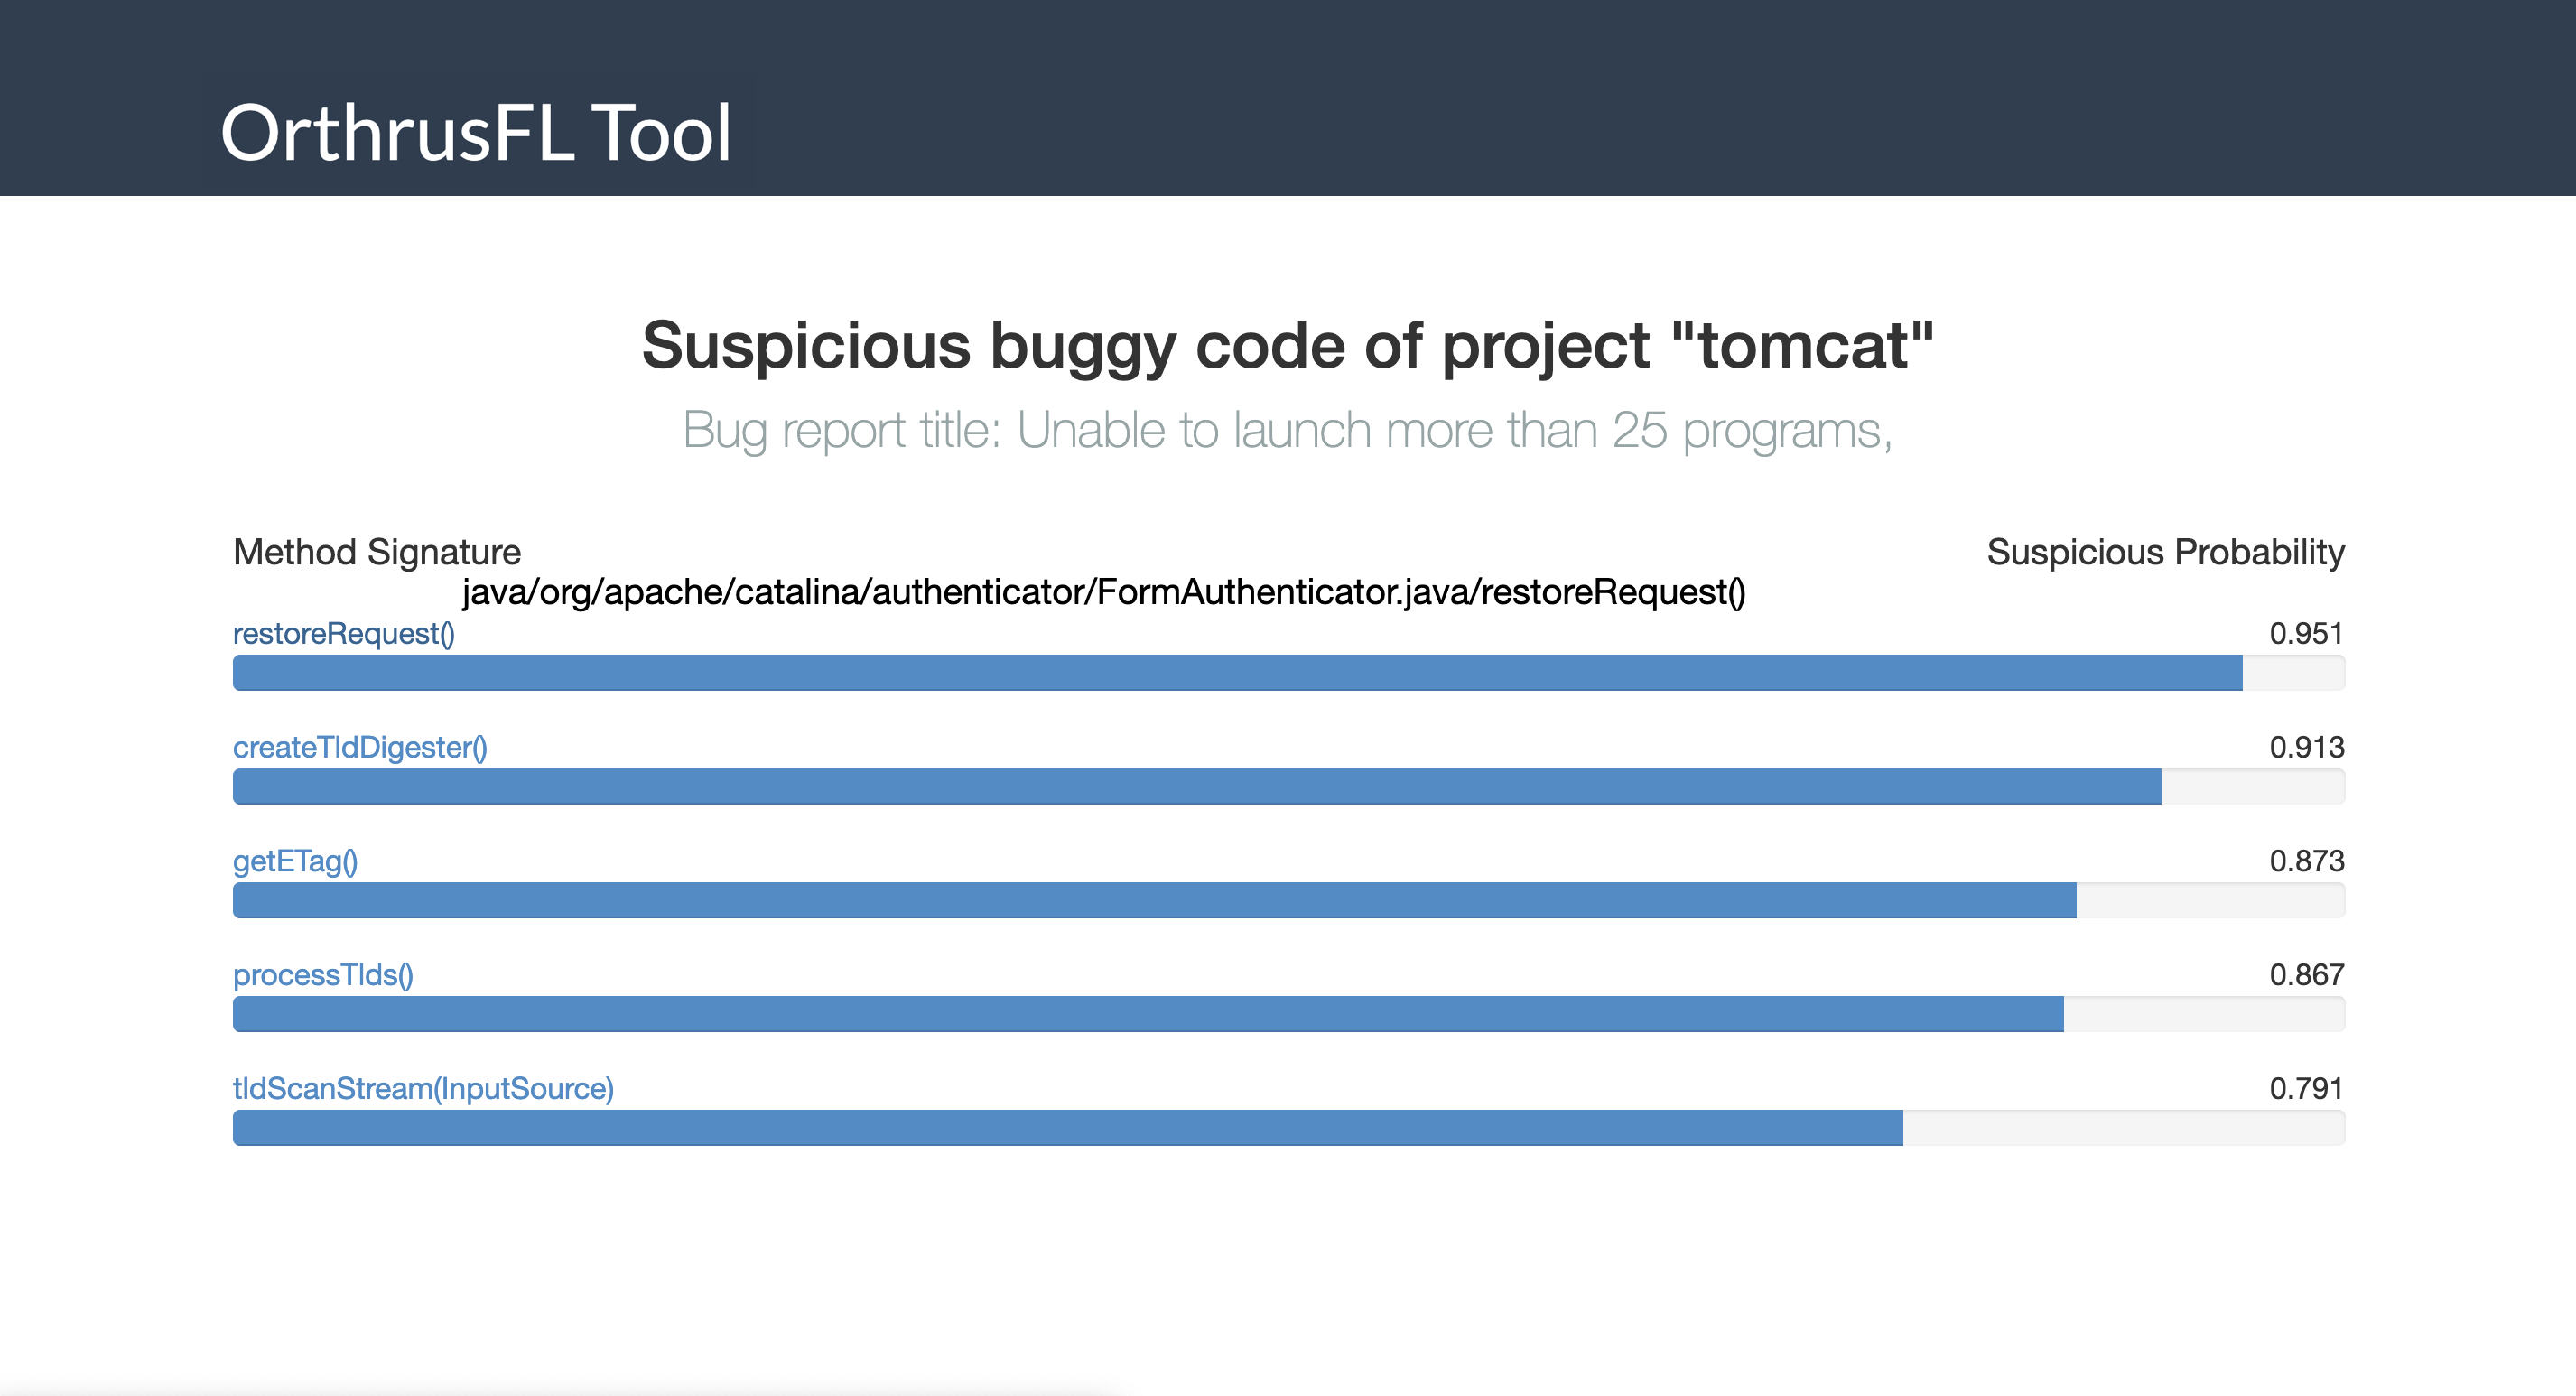 OrthrusFL Tool
Suspicious buggy code of project "tomcat"
Bug report title: Unable to launch more than 25 programs,
Method Signature Suspicious Probability
java/org/apache/catalina/authenticator/FormAuthenticator.java/restoreRequest()
restoreRequest() 0.951
createTldDigester() 0.913
getETag() 0.873
processTlds() 0.867
tldScanStream(InputSource) 0.791